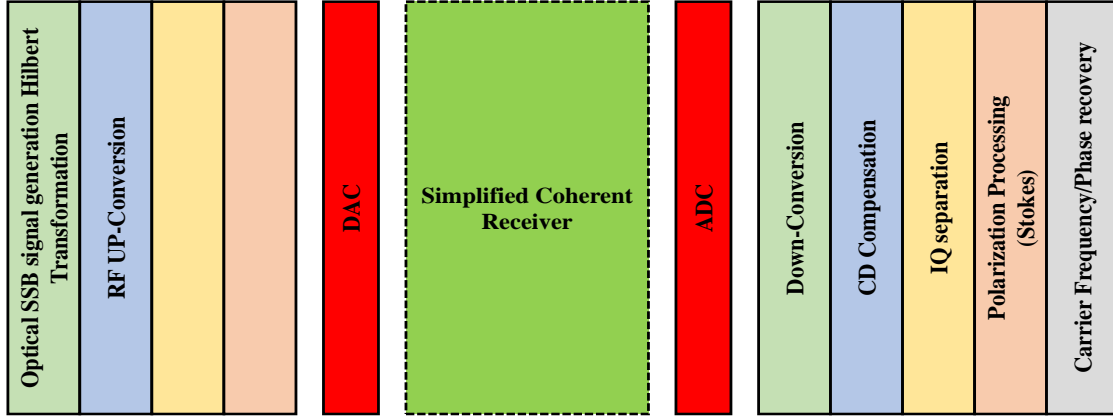 Optical SSB signal generation Hilbert
Transformation
RF UP-Conversion
DAC
Simplified Coherent
Receiver
ADC
Down-Conversion
CD Compensation
IQ separation
Polarization Processing
(Stokes)
Carrier Frequency/Phase recovery